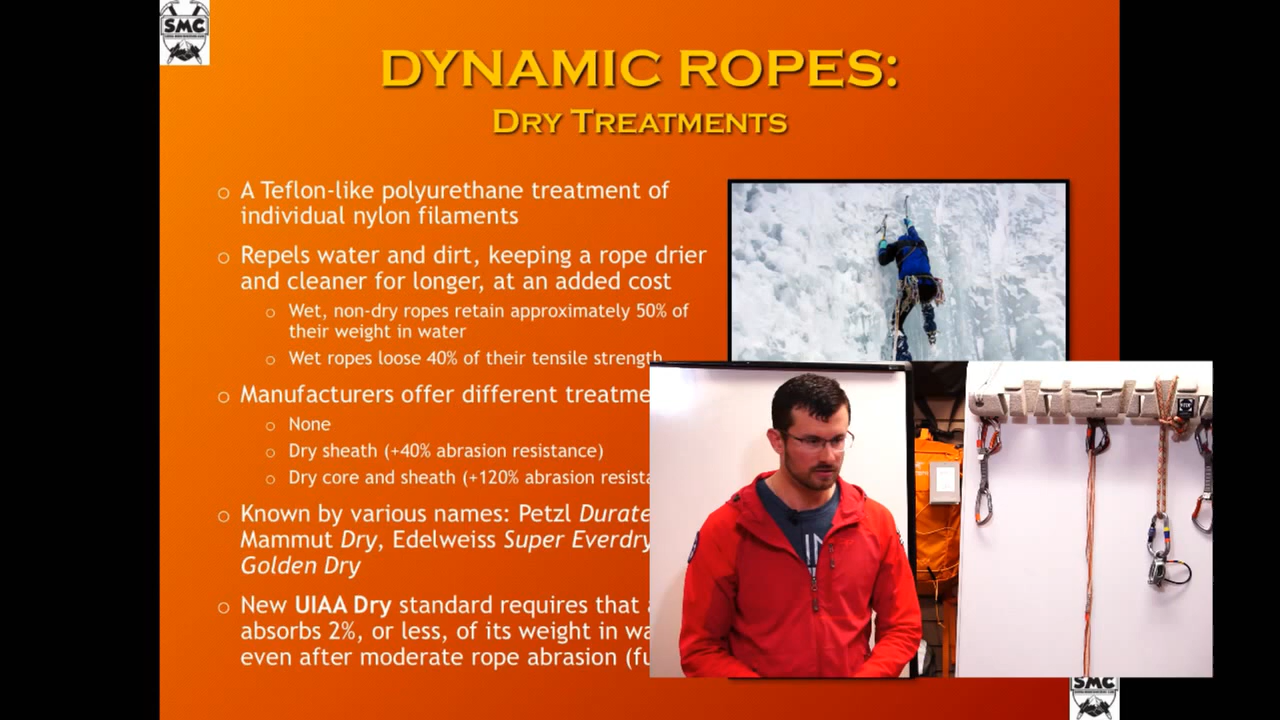 SMC
DYNAMIC ROPES:
DRY TREATMENTS
A Teflon-like polyurethane treatment of
individual nylon filaments
Repels water and dirt, keeping a rope drier
and cleaner for longer, at an added cost
Wet, non-dry ropes retain approximately 50% of
their weight in water
Wet ropes loose 40% of their tensile strength
Manufacturers offer different treatme
None
Dry sheath (+40% abrasion resistance)
Dry core and sheath (+120% abrasion resista
Known by various names: Petzl Durate
Mammut Dry, Edelweiss Super Everdry
Golden Dry
New UIAA Dry standard requires that
absorbs 2%, or less, of its weight in wa
even after moderate rope abrasion (fu
SMC